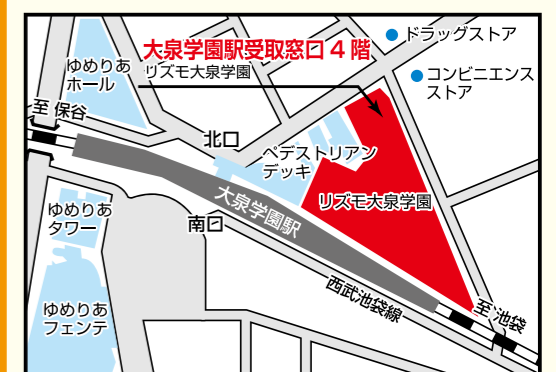 大泉学園駅受取窓口4階
リズモ大泉学園
ドラッグストア
コンビニエンス
ストア
ゆめりあ
ホール
至 保谷
北口
ペデストリアン
デッキ
リズモ大泉学園
大泉学園駅
ゆめりあ
タワー
南口
西武池袋線
至 池袋
ゆめりあ
フェンテ